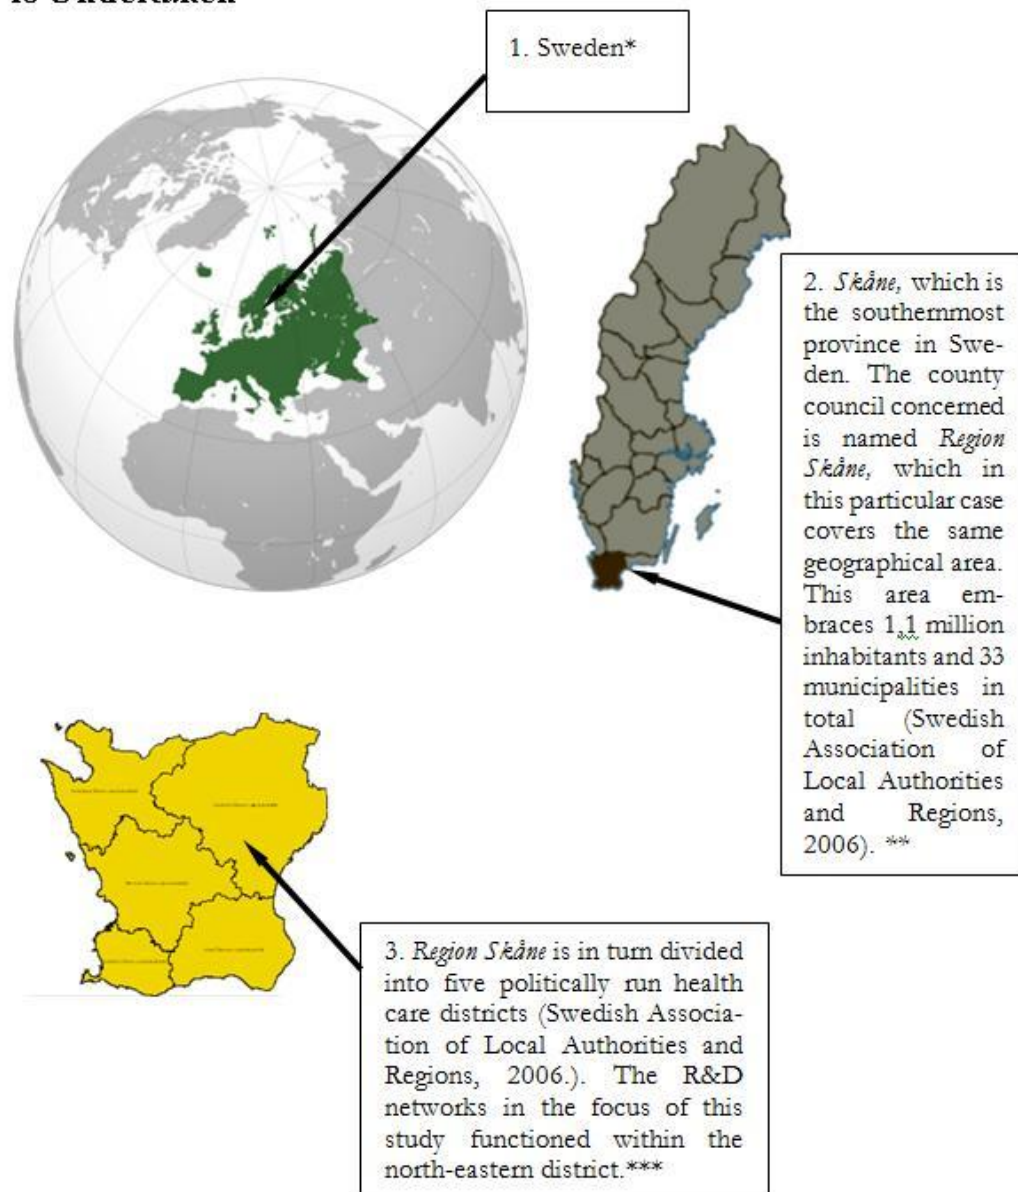 1. Sweden*
2. Skåne, which is
the southernmost
province in Swe-
den. The county
council concerned
is named Region
Skåne, which in
this particular case
covers the same
geographical area.
This area em-
braces 1,1 million
inhabitants and 33
municipalities in
total (Swedish
Association of
Local Authorities
and Regions,
2006). **
3. Region Skåne is in turn divided
into five politically run health
care districts (Swedish Associa-
tion of Local Authorities and
Regions, 2006.). The R&D
networks in the focus of this
study functioned within the
north-eastern district.***